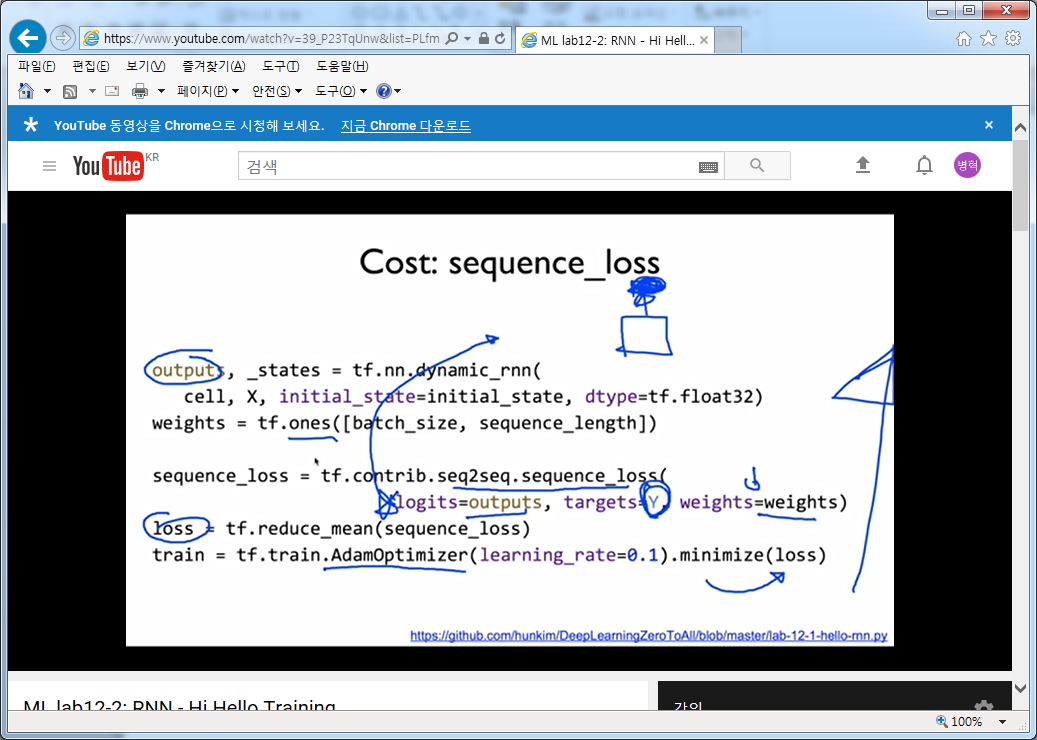 https://www.youtube.com/watch?v=39_P23TqUnw&list=PLfm
ML lab12-2: RNN - Hi Hell...
파일(F) 편집(E) 보기(V) 즐겨찾기(A) 도구(T) 도움말(H)
페이지(P) 안전(S) 도구(O)
YouTube 동영상을 Chrome으로 시청해 보세요. 지금 Chrome 다운로드
YouTube KR
검색
병혁
Cost: sequence_loss
outputs, _states = tf.nn.dynamic_rnn(
cell, X, initial_state=initial_state, dtype=tf.float32)
weights = tf.ones([batch_size, sequence_length])
sequence_loss = tf.contrib.seq2seq.sequence_loss(
logits=outputs, targets=Y, weights=weights)
loss = tf.reduce_mean(sequence_loss)
train = tf.train.AdamOptimizer(learning_rate=0.1).minimize(loss)
https://github.com/hunkim/DeepLearningZeroToAll/blob/master/lab-12-1-hello-rnn.py
ML lab12-2: RNN - Hi Hello Training
강의
100%